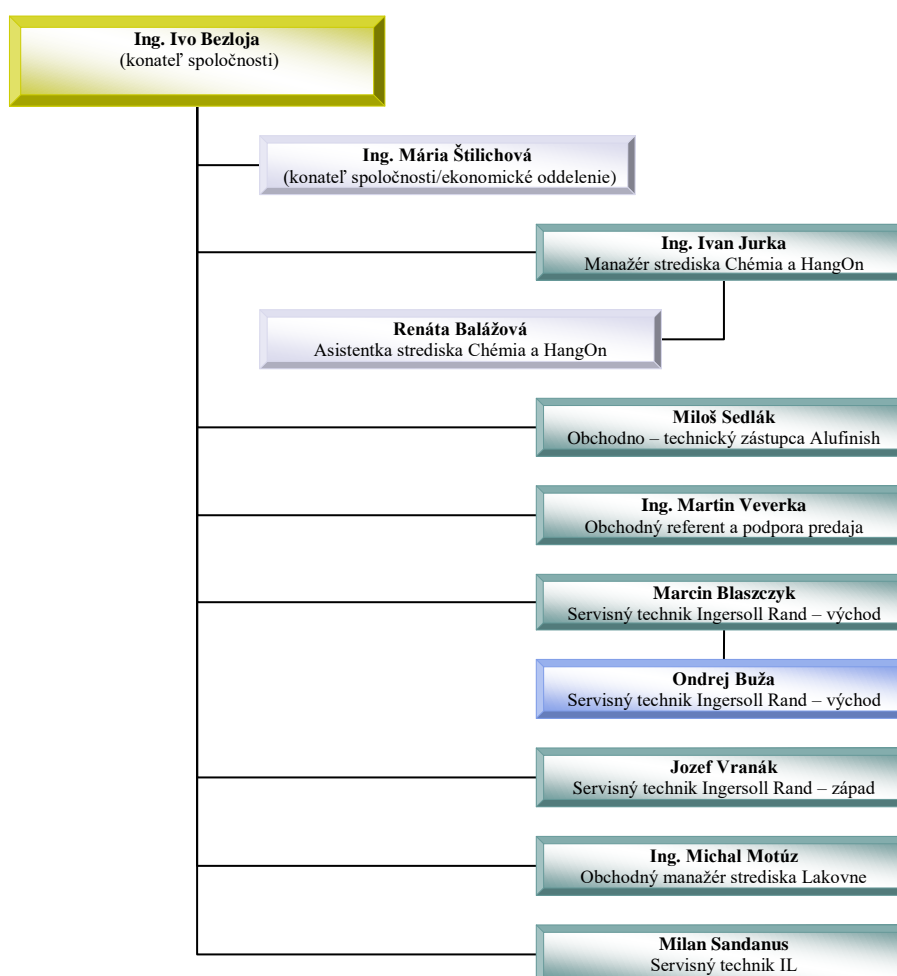 Ing. Ivo Bezloja
(konateľ spoločnosti)
Ing. Mária Štilichová
(konateľ spoločnosti/ekonomické oddelenie)
Ing. Ivan Jurka
Manažér strediska Chémia a HangOn
Renáta Balážová
Asistentka strediska Chémia a HangOn
Miloš Sedlák
Obchodno – technický zástupca Alufinish
Ing. Martin Veverka
Obchodný referent a podpora predaja
Marcin Blaszczyk
Servisný technik Ingersoll Rand – východ
Ondrej Buža
Servisný technik Ingersoll Rand – východ
Jozef Vranák
Servisný technik Ingersoll Rand – západ
Ing. Michal Motúz
Obchodný manažér strediska Lakovne
Milan Sandanus
Servisný technik IL